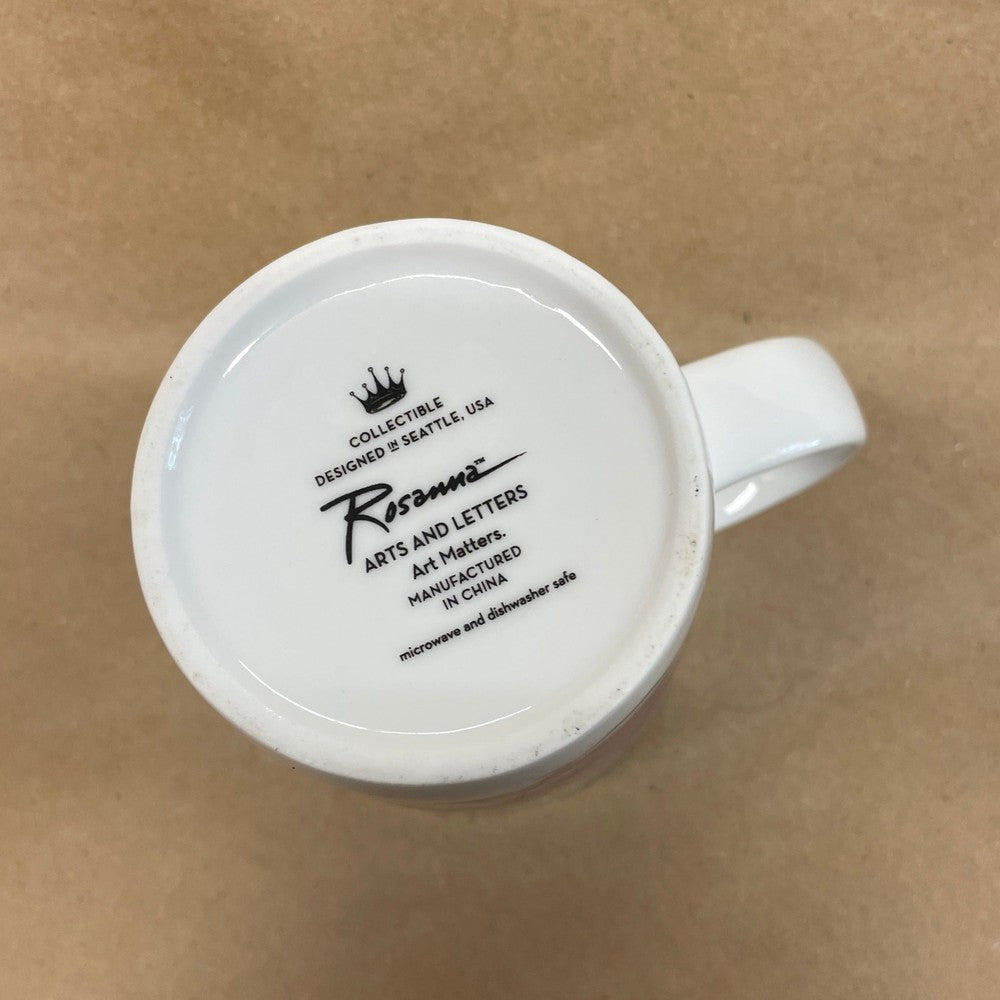 COLLECTIBLE
DESIGNED IN SEATTLE, USA
Rosanna™
ARTS AND LETTERS
Art Matters.
MANUFACTURED
IN CHINA
microwave and dishwasher safe